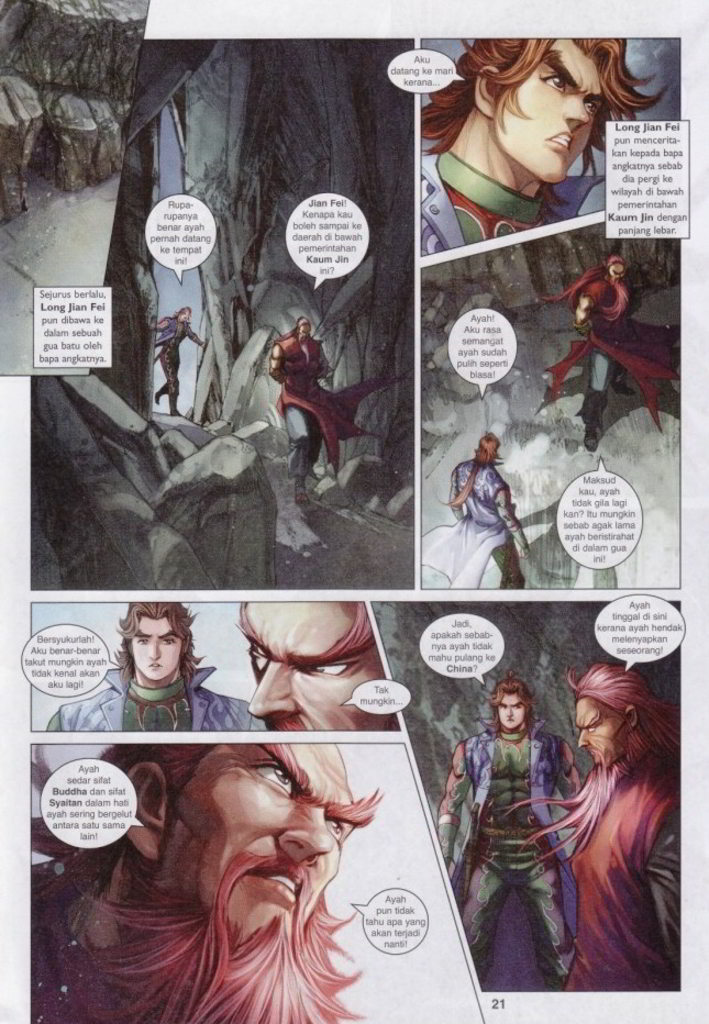 Sejurus berlalu,
Long Jian Fei
pun dibawa ke
dalam sebuah
gua batu oleh
bapa angkatnya.
Rupa-
rupanya
benar ayah
pernah datang
ke tempat
ini!
Jian Fei!
Kenapa kau
boleh sampai ke
daerah di bawah
pemerintahan
Kaum Jin
ini?
Aku
datang ke mari
kerana...
Long Jian Fei
pun mencerita-
kan kepada bapa
angkatnya sebab
dia pergi ke
wilayah di bawah
pemerintahan
Kaum Jin dengan
panjang lebar.
Ayah!
Aku rasa
semangat
ayah sudah
pulih seperti
biasa!
Maksud
kau, ayah
tidak gila lagi
kan? Itu mungkin
sebab agak lama
ayah beristirahat
di dalam gua
ini!
Bersyukurlah!
Aku benar-benar
takut mungkin ayah
tidak kenal akan
aku lagi!
Tak
mungkin...
Jadi,
apakah sebab-
nya ayah tidak
mahu pulang ke
China?
Ayah
tinggal di sini
kerana ayah hendak
melenyapkan
seseorang!
Ayah
sedar sifat
Buddha dan sifat
Syaitan dalam hati
ayah sering bergelut
antara satu sama
lain!
Ayah
pun tidak
tahu apa yang
akan terjadi
nanti!
21